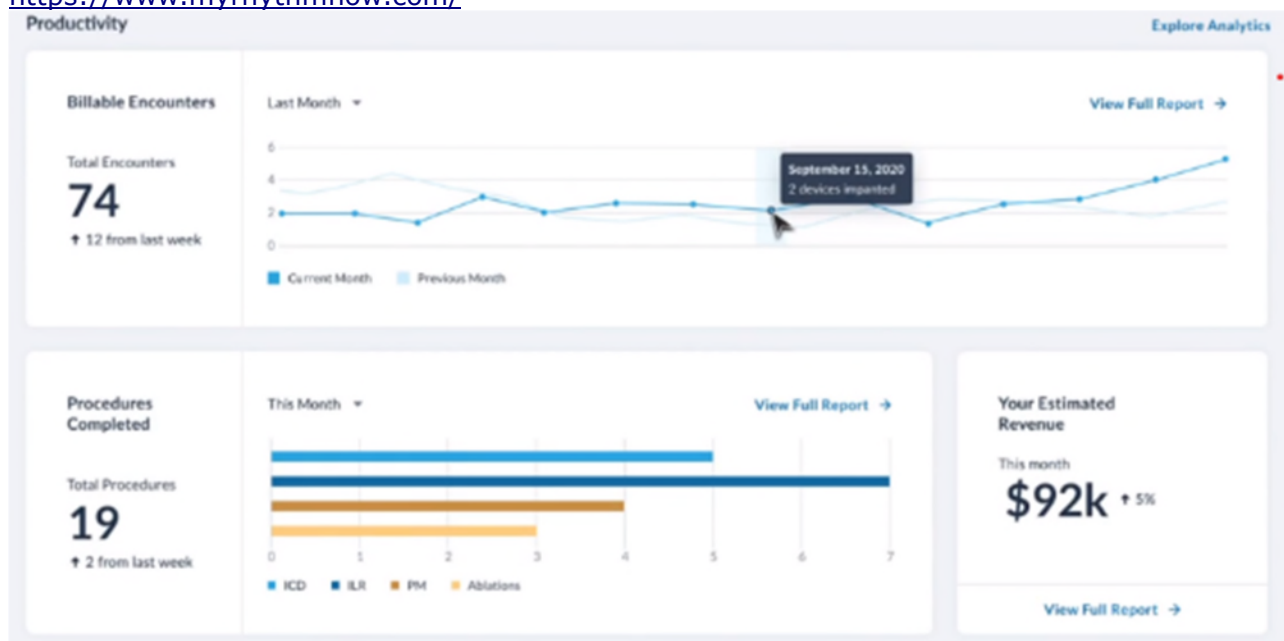 https://www.myrhythmnow.com/
Productivity
Explore Analytics
Billable Encounters
Last Month
View Full Report →
Total Encounters
74
↑ 12 from last week
6
4
2
0
September 15, 2020
2 devices impanted
Current Month
Previous Month
Procedures
Completed
This Month
View Full Report →
Total Procedures
19
↑ 2 from last week
0 1 2 3 4 5 6 7
ICD ILR PM Ablations
Your Estimated
Revenue
This month
$92k ↑ 5%
View Full Report →